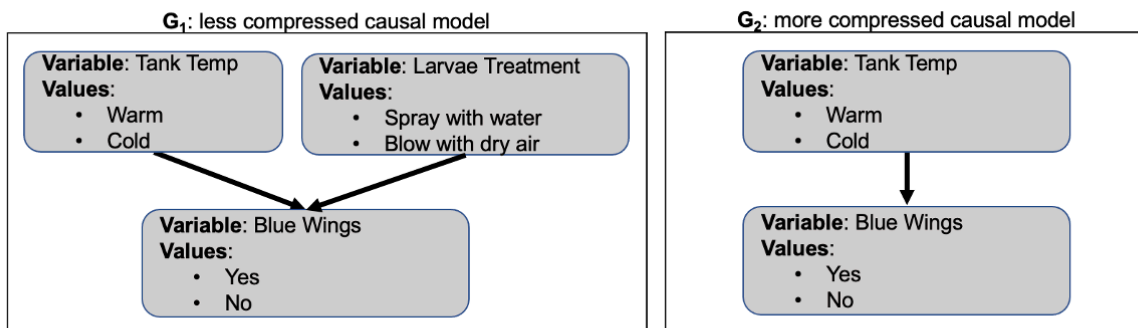 G₁: less compressed causal model
Variable: Tank Temp
Values:
• Warm
• Cold
Variable: Larvae Treatment
Values:
• Spray with water
• Blow with dry air
Variable: Blue Wings
Values:
• Yes
• No
G₂: more compressed causal model
Variable: Tank Temp
Values:
• Warm
• Cold
Variable: Blue Wings
Values:
• Yes
• No